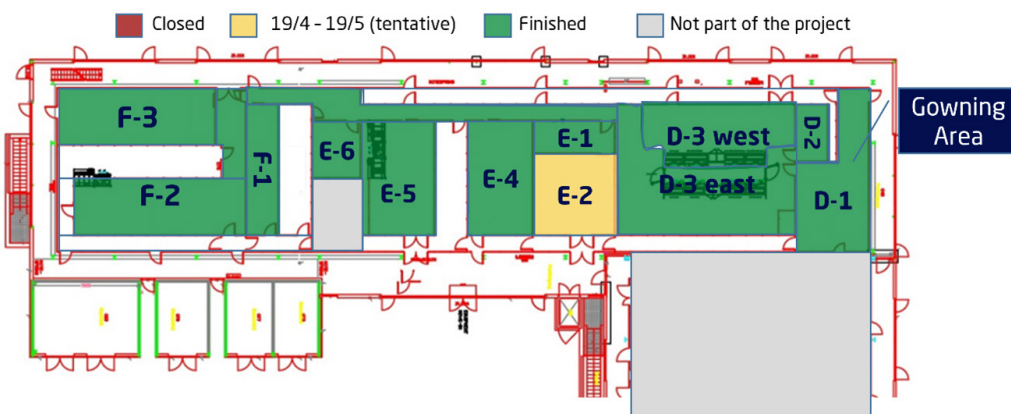 Closed
19/4 – 19/5 (tentative)
Finished
Not part of the project
Gowning
Area
F-3
F-2
F-1
E-6
E-5
E-4
E-1
E-2
D-3 west
D-3 east
D-2
D-1